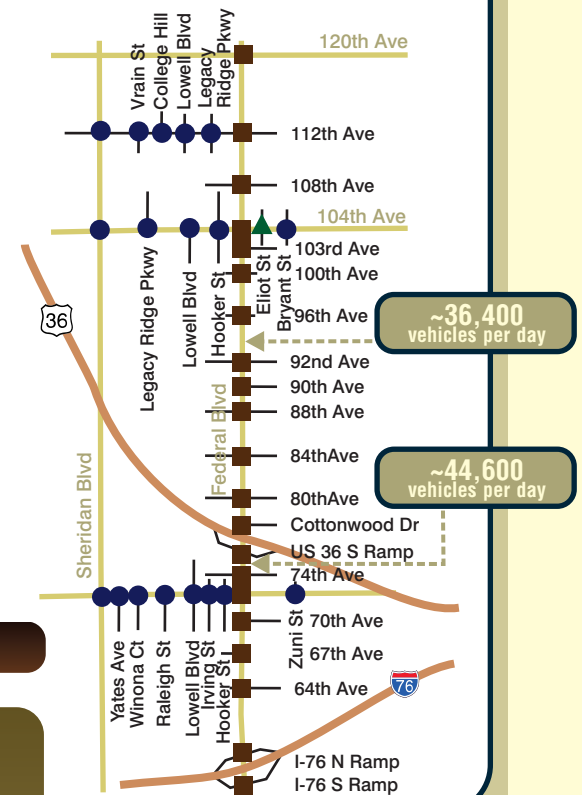 120th Ave
Vrain St
College Hill
Lowell Blvd
Legacy
Ridge Pkwy
112th Ave
108th Ave
104th Ave
103rd Ave
100th Ave
Legacy Ridge Pkwy
Lowell Blvd
Hooker St
Eliot St
Bryant St
36
96th Ave
~36,400
vehicles per day
92nd Ave
90th Ave
88th Ave
Federal Blvd
Sheridan Blvd
84thAve
~44,600
vehicles per day
80thAve
Cottonwood Dr
US 36 S Ramp
74th Ave
70th Ave
67th Ave
64th Ave
Yates Ave
Winona Ct
Raleigh St
Lowell Blvd
Irving St
Hooker St
Zuni St
76
I-76 N Ramp
I-76 S Ramp